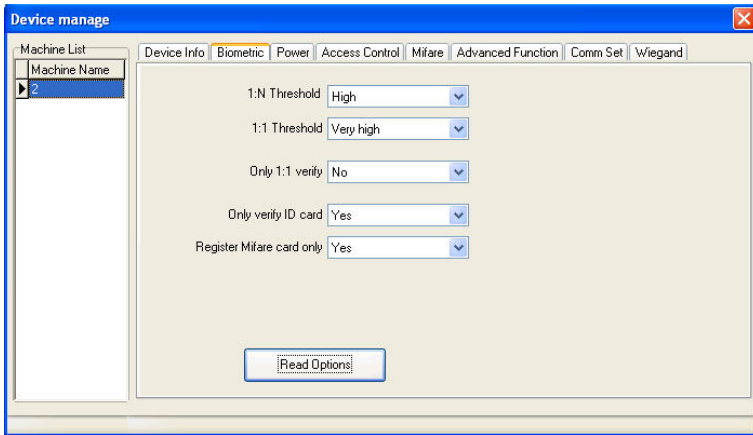 Device manage
Machine List
Machine Name
2
Device Info Biometric Power Access Control Mifare Advanced Function Comm Set Wiegand
1:N Threshold High
1:1 Threshold Very high
Only 1:1 verify No
Only verify ID card Yes
Register Mifare card only Yes
Read Options